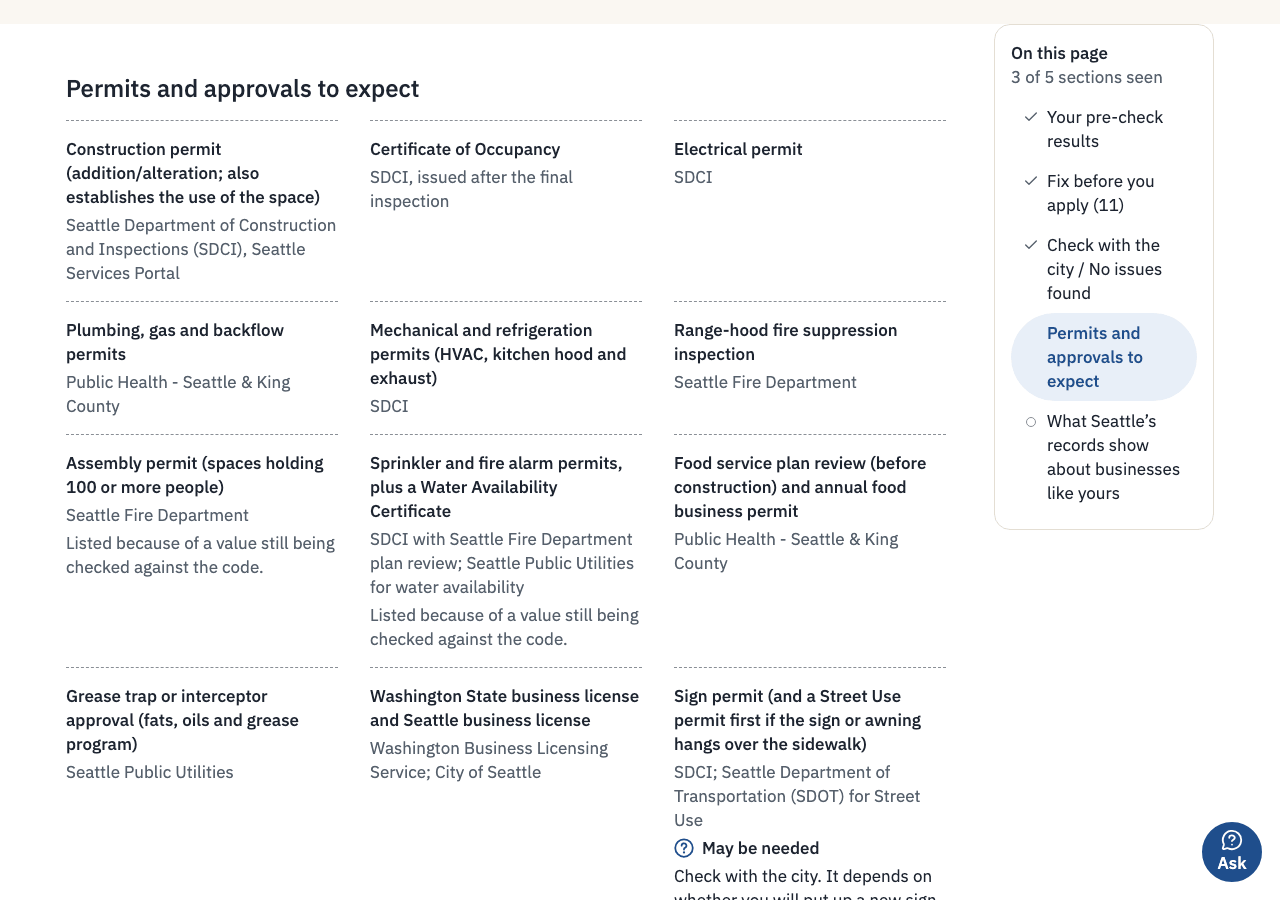 Permits and approvals to expect
Construction permit
(addition/alteration; also
establishes the use of the space)
Seattle Department of Construction
and Inspections (SDCI), Seattle
Services Portal
Certificate of Occupancy
SDCI, issued after the final
inspection
Electrical permit
SDCI
Plumbing, gas and backflow
permits
Public Health - Seattle & King
County
Mechanical and refrigeration
permits (HVAC, kitchen hood and
exhaust)
SDCI
Range-hood fire suppression
inspection
Seattle Fire Department
Assembly permit (spaces holding
100 or more people)
Seattle Fire Department
Listed because of a value still being
checked against the code.
Sprinkler and fire alarm permits,
plus a Water Availability
Certificate
SDCI with Seattle Fire Department
plan review; Seattle Public Utilities
for water availability
Listed because of a value still being
checked against the code.
Food service plan review (before
construction) and annual food
business permit
Public Health - Seattle & King
County
Grease trap or interceptor
approval (fats, oils and grease
program)
Seattle Public Utilities
Washington State business license
and Seattle business license
Washington Business Licensing
Service; City of Seattle
Sign permit (and a Street Use
permit first if the sign or awning
hangs over the sidewalk)
SDCI; Seattle Department of
Transportation (SDOT) for Street
Use
May be needed
Check with the city. It depends on
whether you will put up a new sign
On this page
3 of 5 sections seen
Your pre-check
results
Fix before you
apply (11)
Check with the
city / No issues
found
Permits and
approvals to
expect
What Seattle’s
records show
about businesses
like yours
Ask